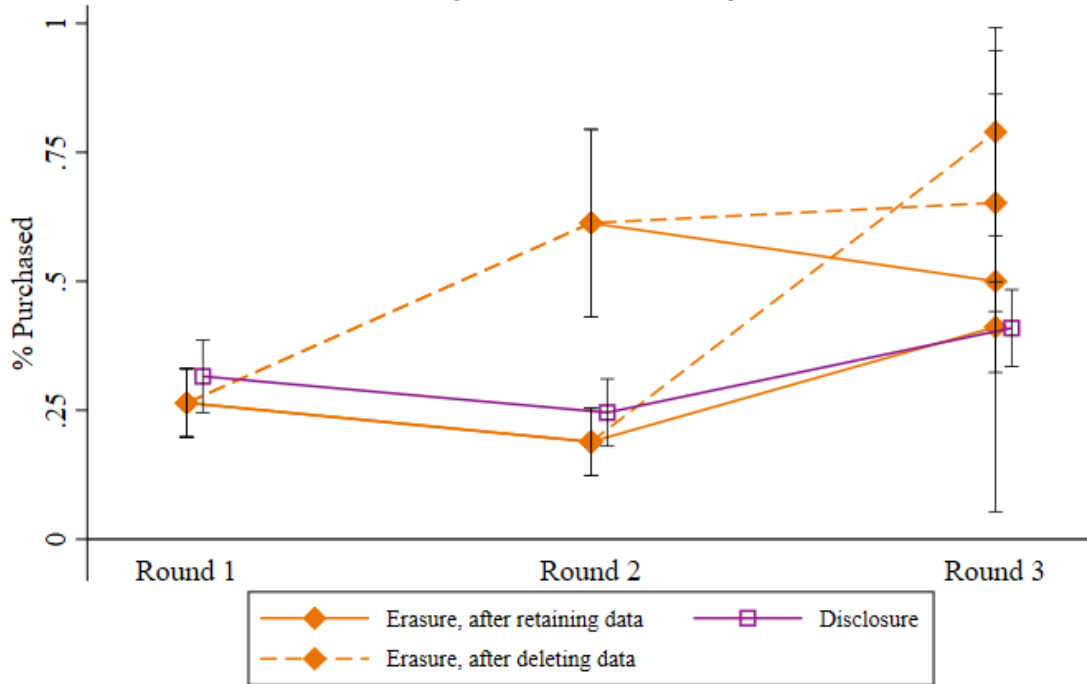 1
.75
.5
.25
0
% Purchased
Round 1
Round 2
Round 3
Erasure, after retaining data
Disclosure
Erasure, after deleting data